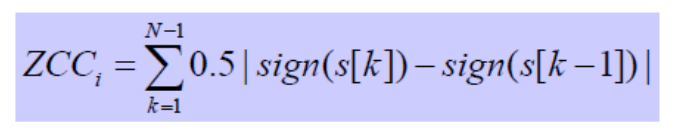 ZCC_i = \sum_{k=1}^{N-1} 0.5 | sign(s[k]) - sign(s[k-1]) |